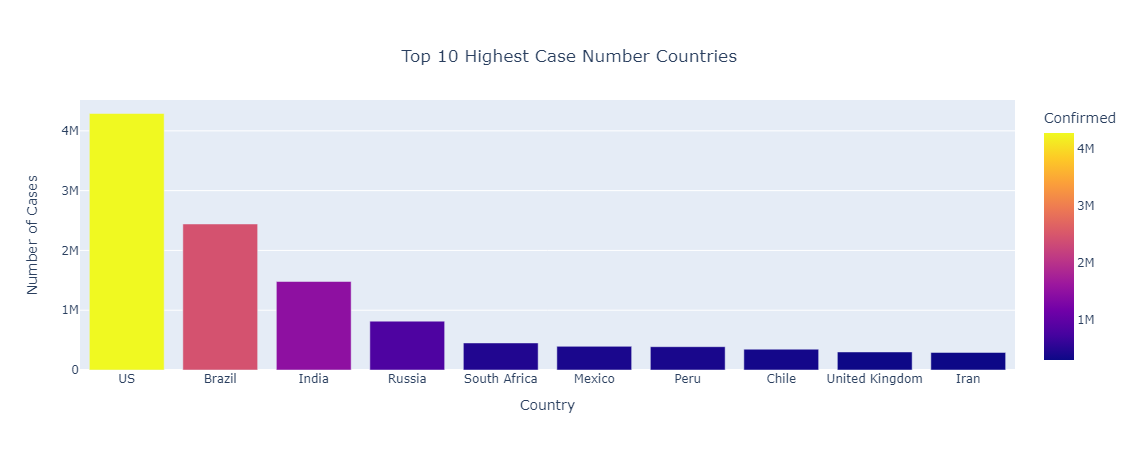 Top 10 Highest Case Number Countries
Number of Cases
4M
3M
2M
1M
0
US Brazil India Russia South Africa Mexico Peru Chile United Kingdom Iran
Country
Confirmed
4M
3M
2M
1M